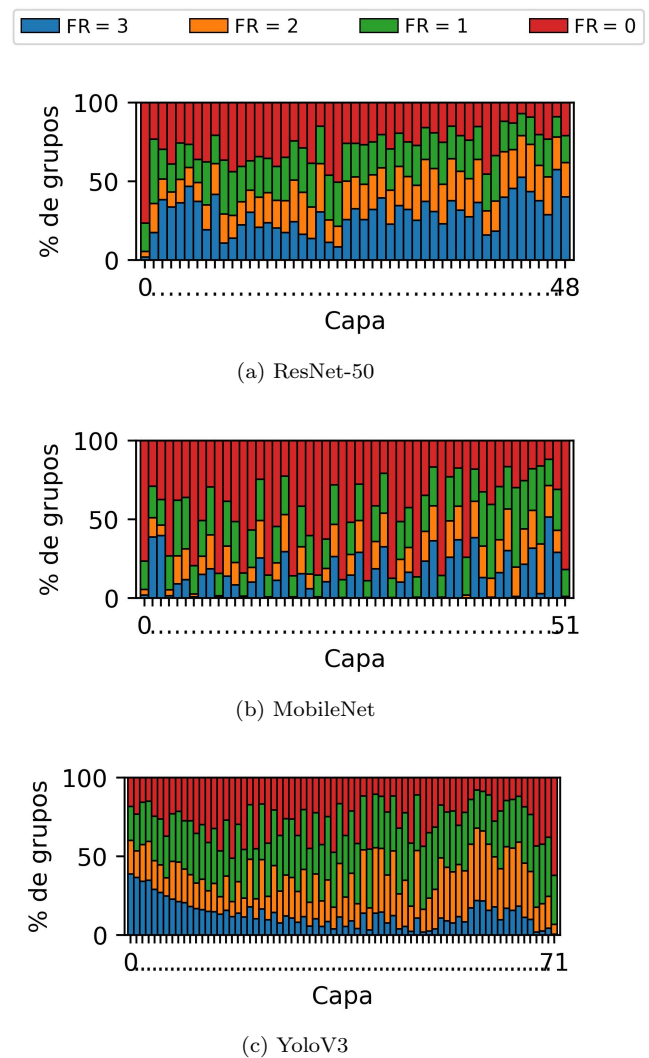 FR = 3 FR = 2 FR = 1 FR = 0
100
50
0
% de grupos
0 48
Capa
(a) ResNet-50
100
50
0
% de grupos
0 51
Capa
(b) MobileNet
100
50
0
% de grupos
0 71
Capa
(c) YoloV3